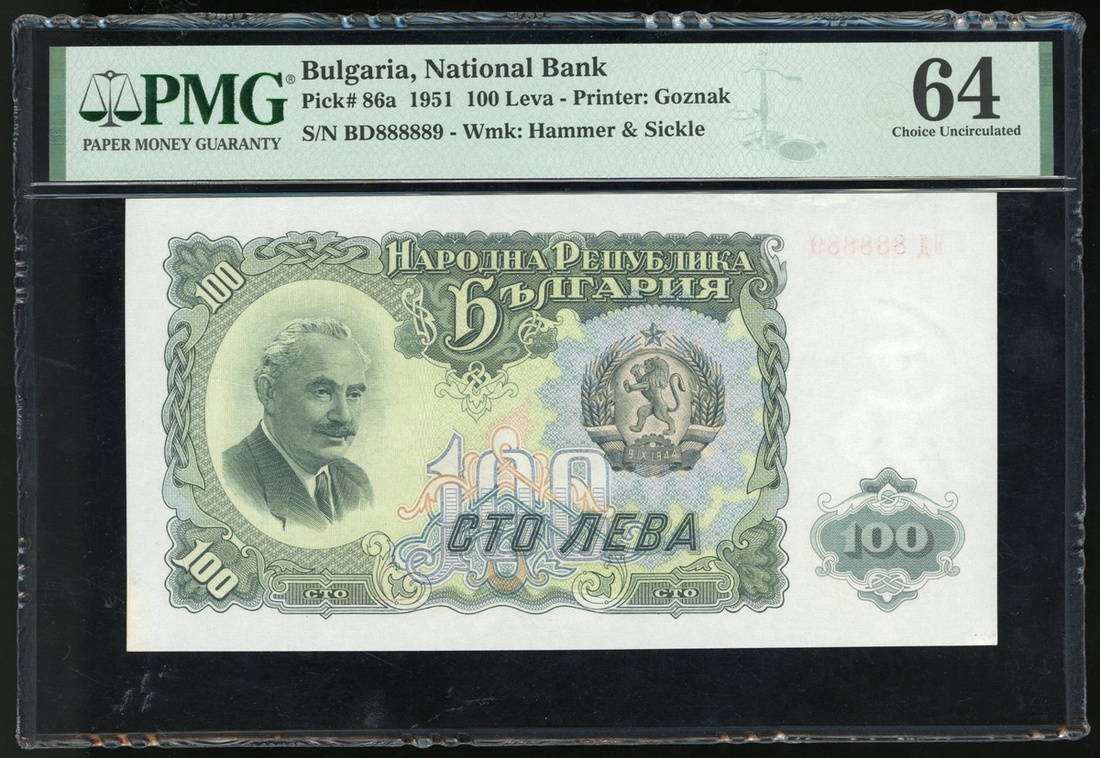 PMG®
PAPER MONEY GUARANTY
Bulgaria, National Bank
Pick# 86a 1951 100 Leva - Printer: Goznak
S/N BD888889 - Wmk: Hammer & Sickle
64
Choice Uncirculated
100
НАРОДНА РЕПУБЛИКА
БЪЛГАРИЯ
888889
9·IX·1944
100
СТО ЛЕВА
100
100
СТО
СТО